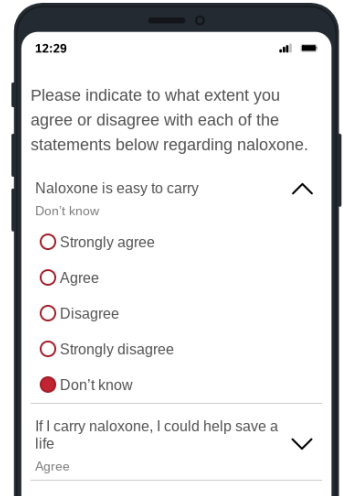 12:29
Please indicate to what extent you
agree or disagree with each of the
statements below regarding naloxone.
Naloxone is easy to carry
Don’t know
Strongly agree
Agree
Disagree
Strongly disagree
Don’t know
If I carry naloxone, I could help save a
life
Agree